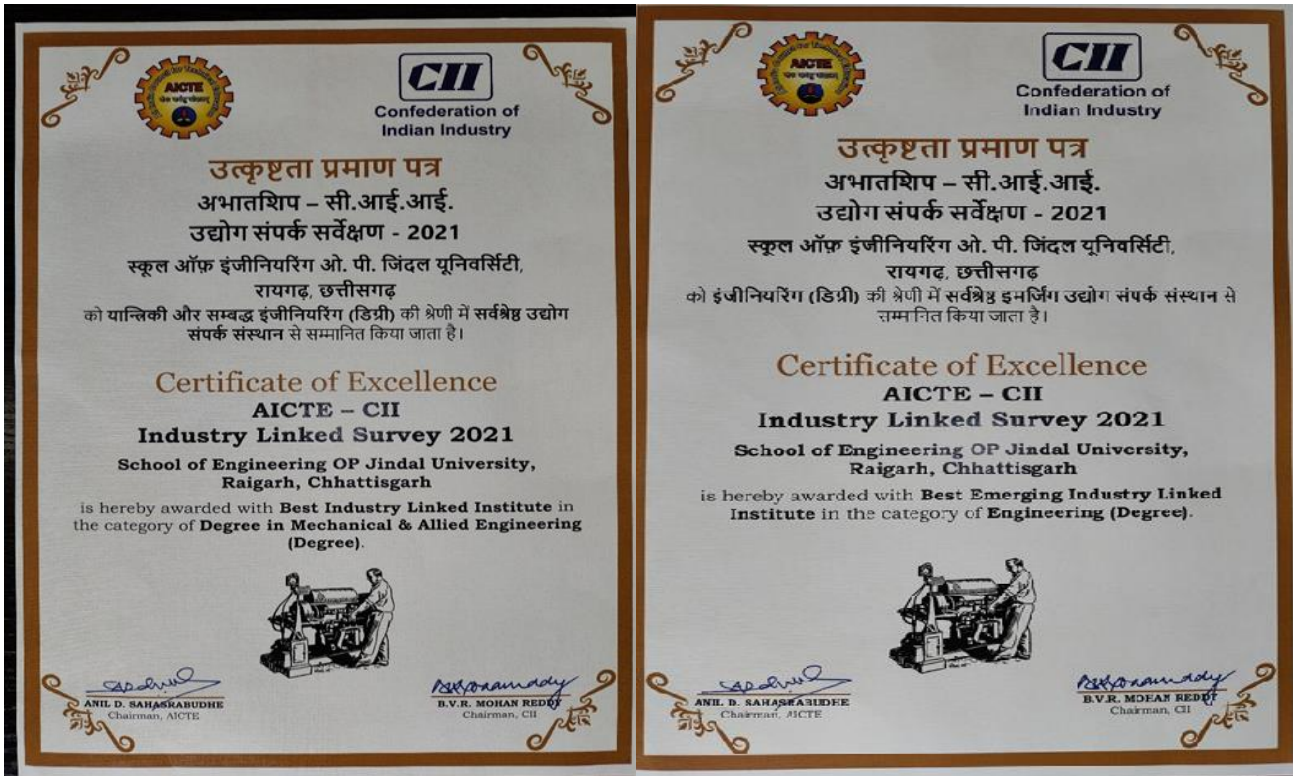 AICTE
CII
Confederation of
Indian Industry
उत्कृष्टता प्रमाण पत्र
अभातशिप – सी.आई.आई.
उद्योग संपर्क सर्वेक्षण - 2021
स्कूल ऑफ़ इंजीनियरिंग ओ. पी. जिंदल यूनिवर्सिटी,
रायगढ़, छत्तीसगढ़
को यान्त्रिकी और सम्बद्ध इंजीनियरिंग (डिग्री) की श्रेणी में सर्वश्रेष्ठ उद्योग
संपर्क संस्थान से सम्मानित किया जाता है।
Certificate of Excellence
AICTE – CII
Industry Linked Survey 2021
School of Engineering OP Jindal University,
Raigarh, Chhattisgarh
is hereby awarded with Best Industry Linked Institute in
the category of Degree in Mechanical & Allied Engineering
(Degree).
ANIL D. SAHASRABUDHE
Chairman, AICTE
B.V.R. MOHAN REDDY
Chairman, CII
AICTE
CII
Confederation of
Indian Industry
उत्कृष्टता प्रमाण पत्र
अभातशिप – सी.आई.आई.
उद्योग संपर्क सर्वेक्षण - 2021
स्कूल ऑफ़ इंजीनियरिंग ओ. पी. जिंदल यूनिवर्सिटी,
रायगढ़, छत्तीसगढ़
को इंजीनियरिंग (डिग्री) की श्रेणी में सर्वश्रेष्ठ इमर्जिंग उद्योग संपर्क संस्थान से
सम्मानित किया जाता है।
Certificate of Excellence
AICTE – CII
Industry Linked Survey 2021
School of Engineering OP Jindal University,
Raigarh, Chhattisgarh
is hereby awarded with Best Emerging Industry Linked
Institute in the category of Engineering (Degree).
ANIL D. SAHASRABUDHE
Chairman, AICTE
B.V.R. MOHAN REDDY
Chairman, CII